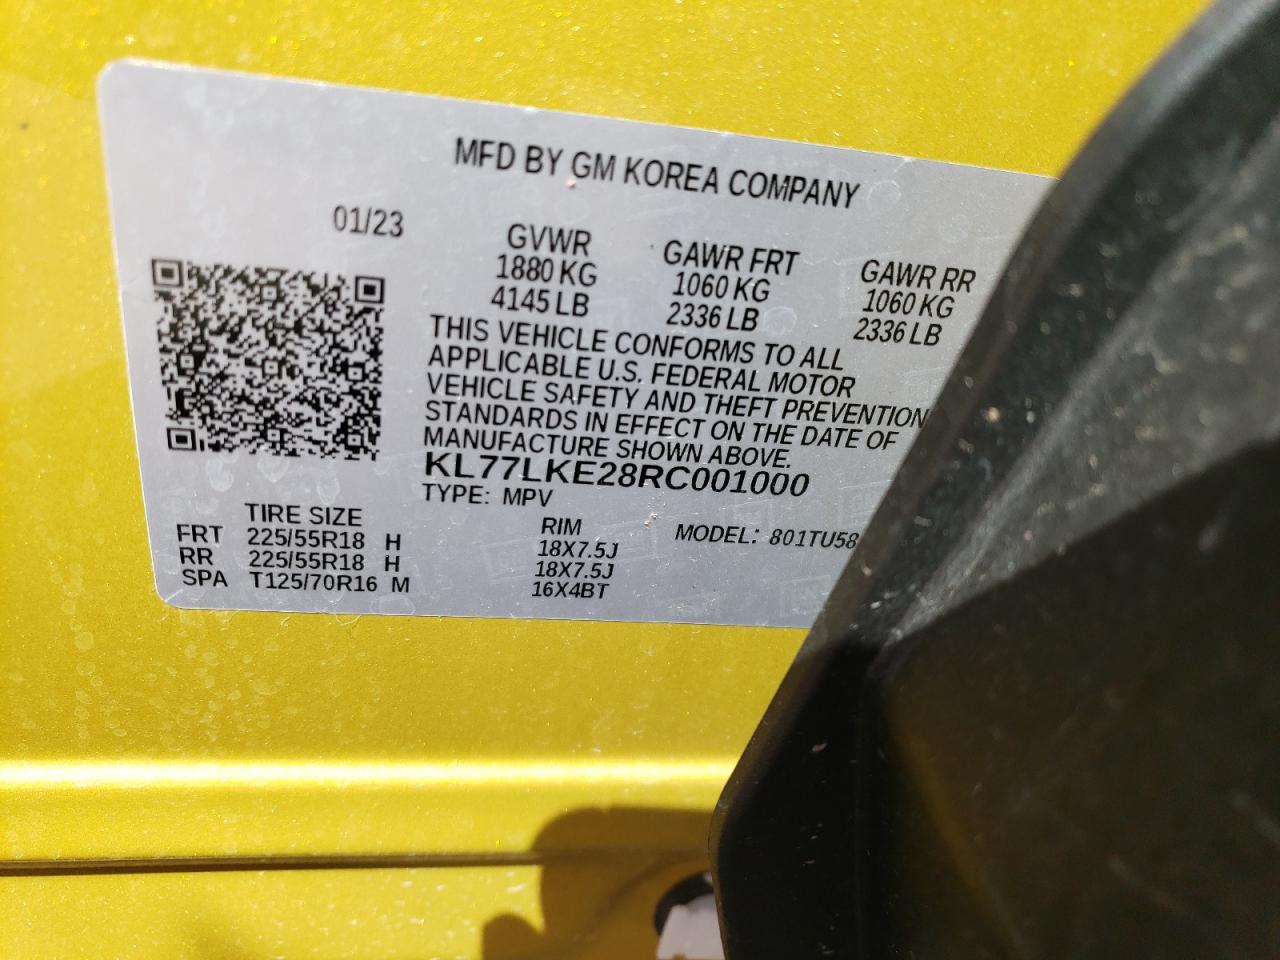 MFD BY GM KOREA COMPANY
01/23
GVWR GAWR FRT GAWR RR
1880 KG 1060 KG 1060 KG
4145 LB 2336 LB 2336 LB
THIS VEHICLE CONFORMS TO ALL
APPLICABLE U.S. FEDERAL MOTOR
VEHICLE SAFETY AND THEFT PREVENTION
STANDARDS IN EFFECT ON THE DATE OF
MANUFACTURE SHOWN ABOVE.
KL77LKE28RC001000
TYPE: MPV
TIRE SIZE RIM MODEL: 801TU58
FRT 225/55R18 H 18X7.5J
RR 225/55R18 H 18X7.5J
SPA T125/70R16 M 16X4BT